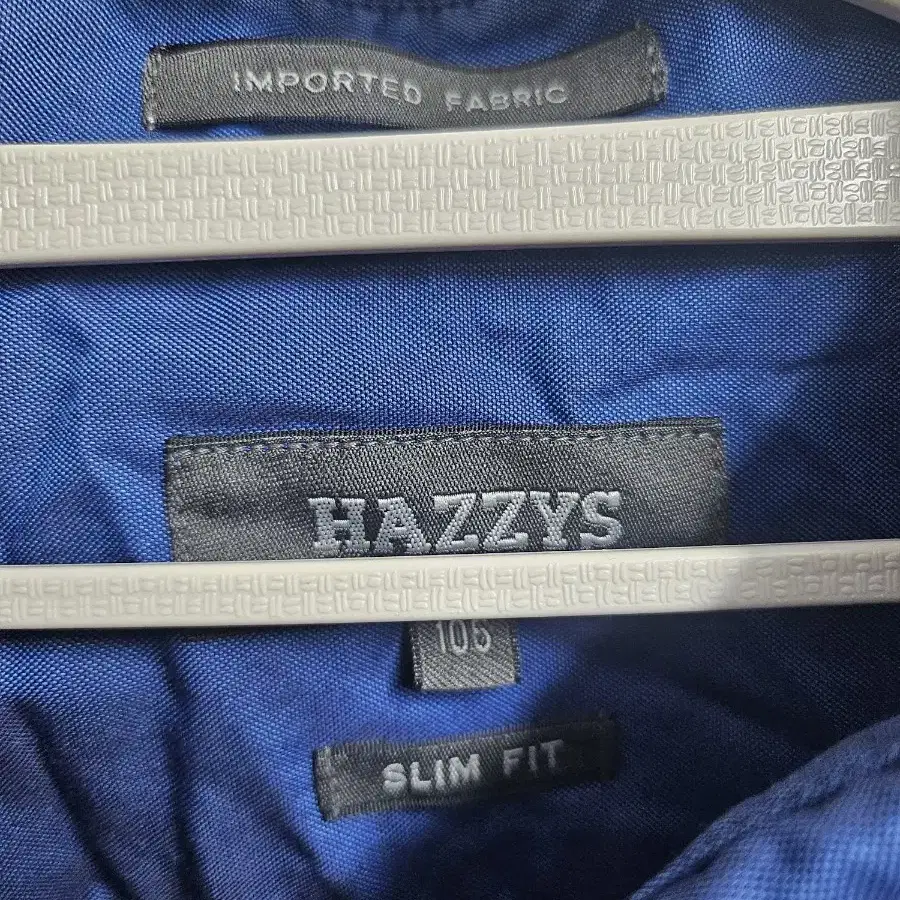 IMPORTED FABRIC
HAZZYS
105
SLIM FIT